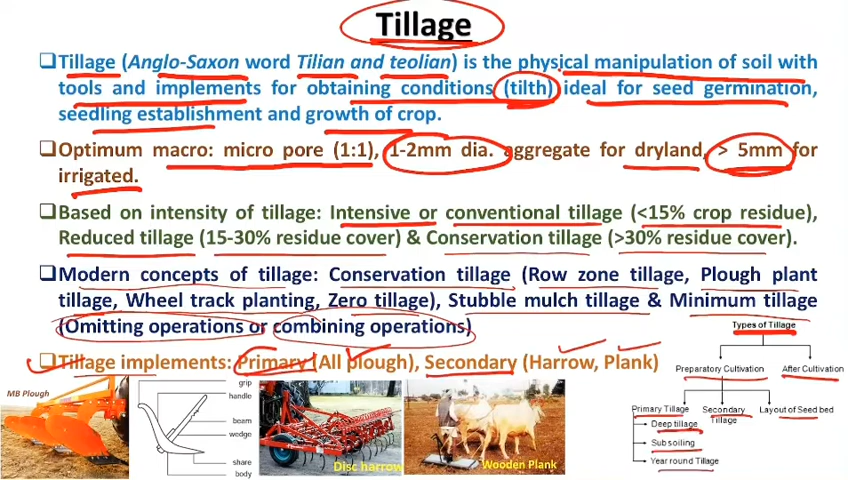 Tillage
❑Tillage (Anglo-Saxon word Tilian and teolian) is the physical manipulation of soil with
tools and implements for obtaining conditions (tilth) ideal for seed germination,
seedling establishment and growth of crop.
❑Optimum macro: micro pore (1:1), 1-2mm dia. aggregate for dryland, > 5mm for
irrigated.
❑Based on intensity of tillage: Intensive or conventional tillage (<15% crop residue),
Reduced tillage (15-30% residue cover) & Conservation tillage (>30% residue cover).
❑Modern concepts of tillage: Conservation tillage (Row zone tillage, Plough plant
tillage, Wheel track planting, Zero tillage), Stubble mulch tillage & Minimum tillage
(Omitting operations or combining operations)
❑Tillage implements: Primary (All plough), Secondary (Harrow, Plank)
MB Plough
grip
handle
beam
wedge
share
body
Disc harrow
Wooden Plank
Types of Tillage
Preparatory Cultivation
After Cultivation
Primary Tillage
Secondary
Tillage
Layout of Seed bed
Deep tillage
Sub soiling
Year round Tillage